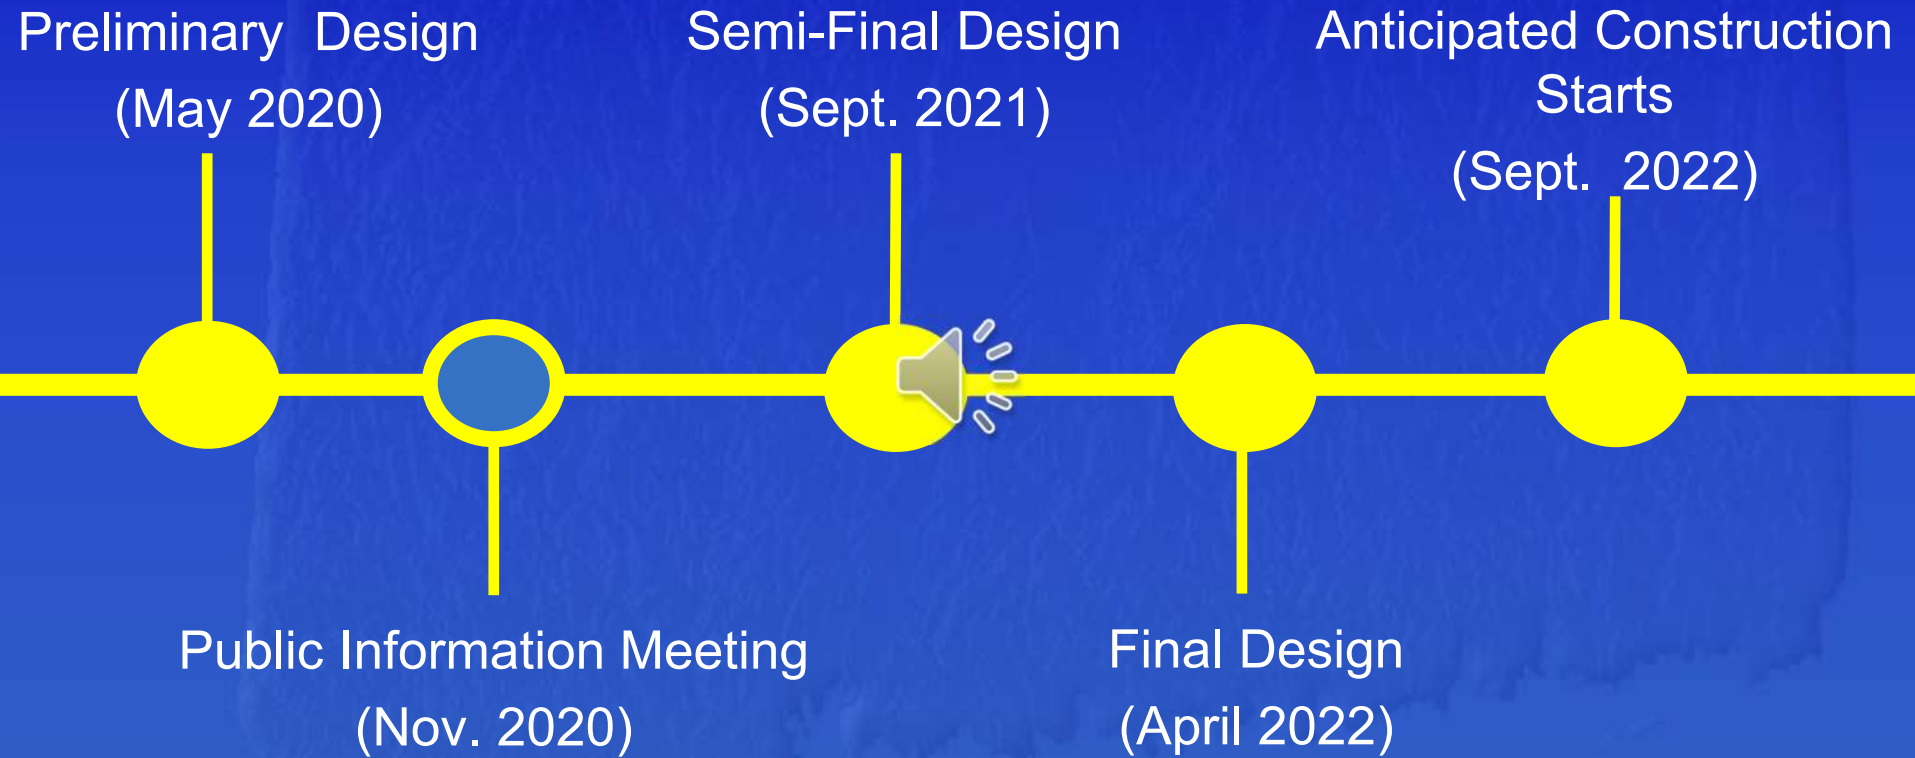 Preliminary  Design
(May 2020)
Public Information Meeting
(Nov. 2020)
Semi-Final Design
(Sept. 2021)
Final Design
(April 2022)
Anticipated Construction
Starts
(Sept.  2022)